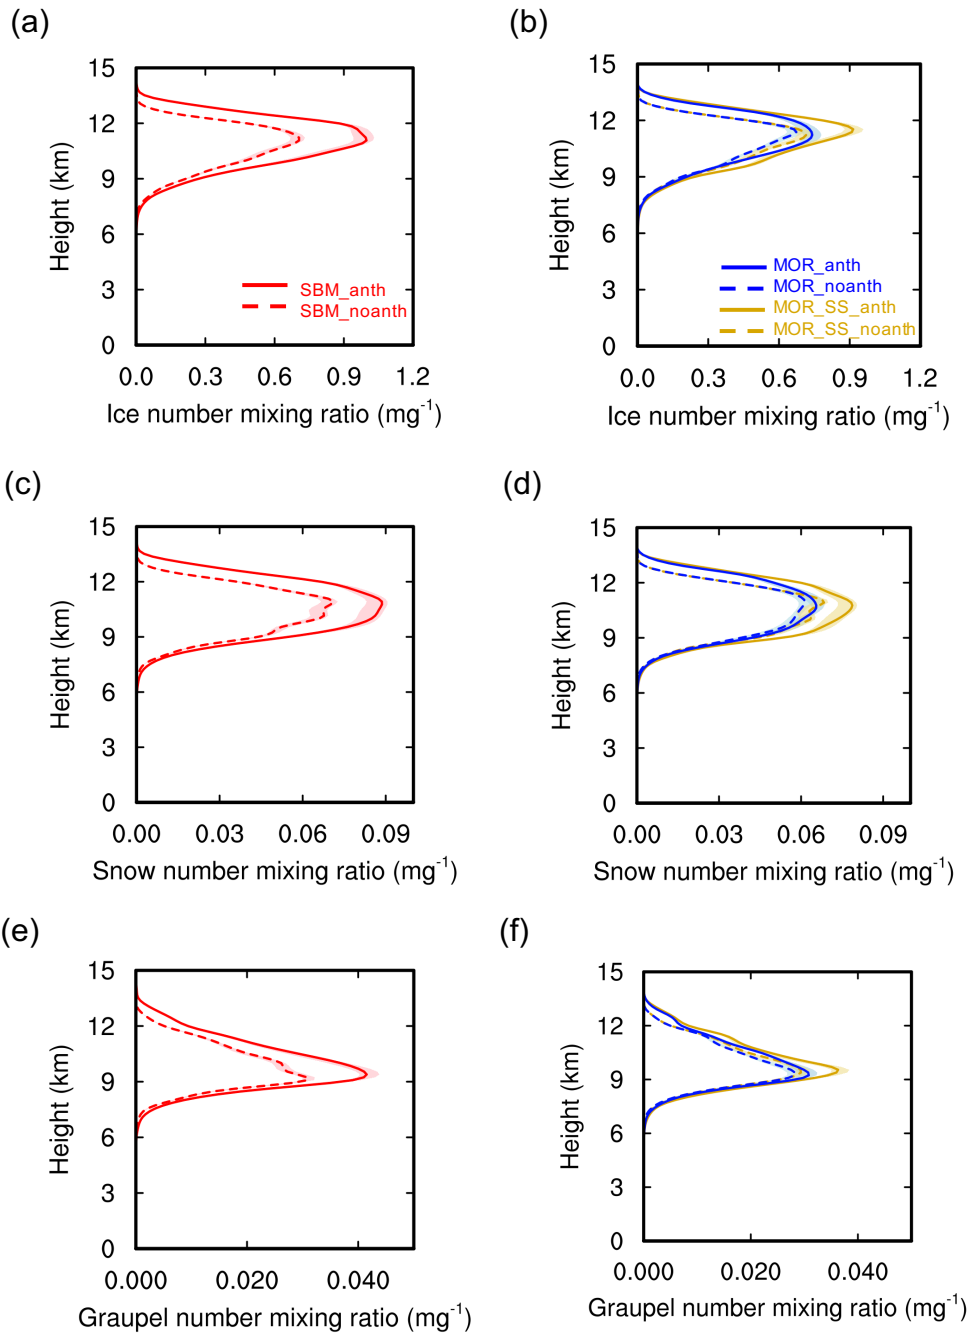 (a)
15
12
9
6
3
0
Height (km)
SBM_anth
SBM_noanth
0.0 0.3 0.6 0.9 1.2
Ice number mixing ratio (mg⁻¹)
(b)
15
12
9
6
3
0
Height (km)
MOR_anth
MOR_noanth
MOR_SS_anth
MOR_SS_noanth
0.0 0.3 0.6 0.9 1.2
Ice number mixing ratio (mg⁻¹)
(c)
15
12
9
6
3
0
Height (km)
0.00 0.03 0.06 0.09
Snow number mixing ratio (mg⁻¹)
(d)
15
12
9
6
3
0
Height (km)
0.00 0.03 0.06 0.09
Snow number mixing ratio (mg⁻¹)
(e)
15
12
9
6
3
0
Height (km)
0.000 0.020 0.040
Graupel number mixing ratio (mg⁻¹)
(f)
15
12
9
6
3
0
Height (km)
0.000 0.020 0.040
Graupel number mixing ratio (mg⁻¹)